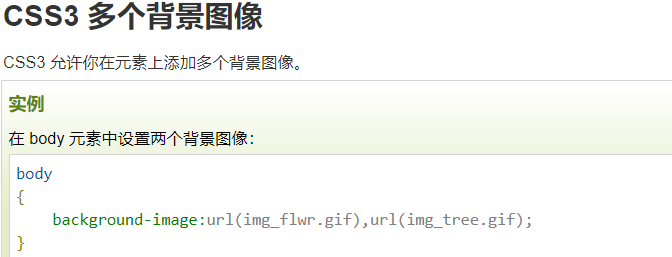 CSS3 多个背景图像
CSS3 允许你在元素上添加多个背景图像。
实例
在 body 元素中设置两个背景图像：
body
{
    background-image:url(img_flwr.gif),url(img_tree.gif);
}